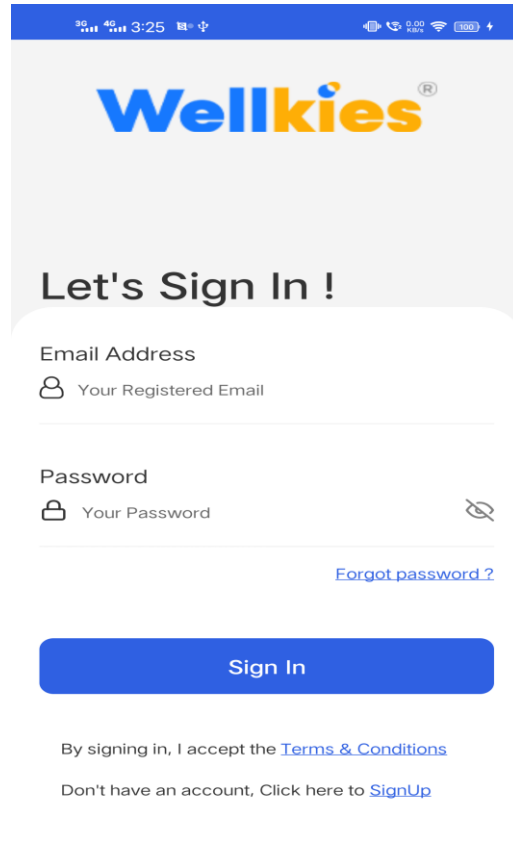 3G 4G 3:25 0.00 KB/s 100
Wellkies®
Let's Sign In !
Email Address
Your Registered Email
Password
Your Password
Forgot password ?
Sign In
By signing in, I accept the Terms & Conditions
Don't have an account, Click here to SignUp